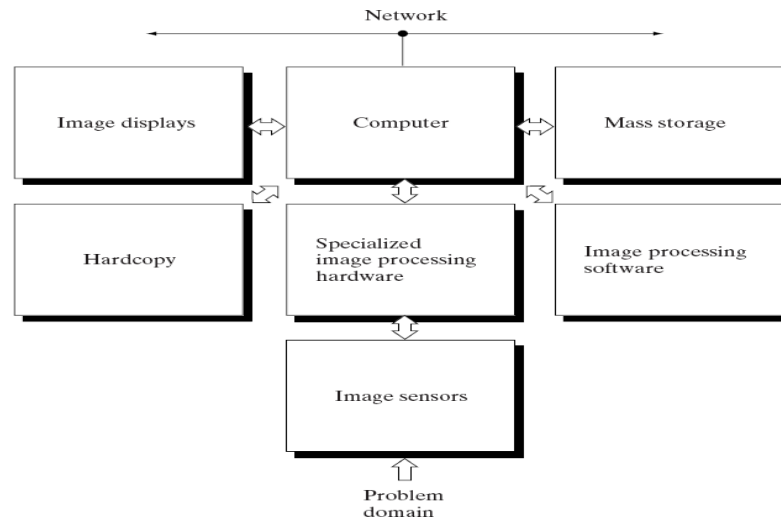 Network
Image displays
Computer
Mass storage
Hardcopy
Specialized
image processing
hardware
Image processing
software
Image sensors
Problem
domain